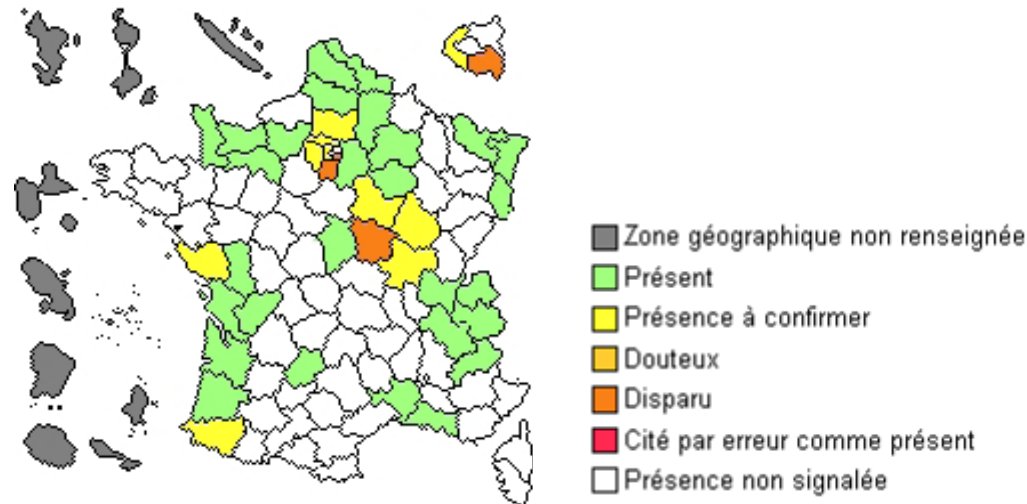 Zone géographique non renseignée
Présent
Présence à confirmer
Douteux
Disparu
Cité par erreur comme présent
Présence non signalée